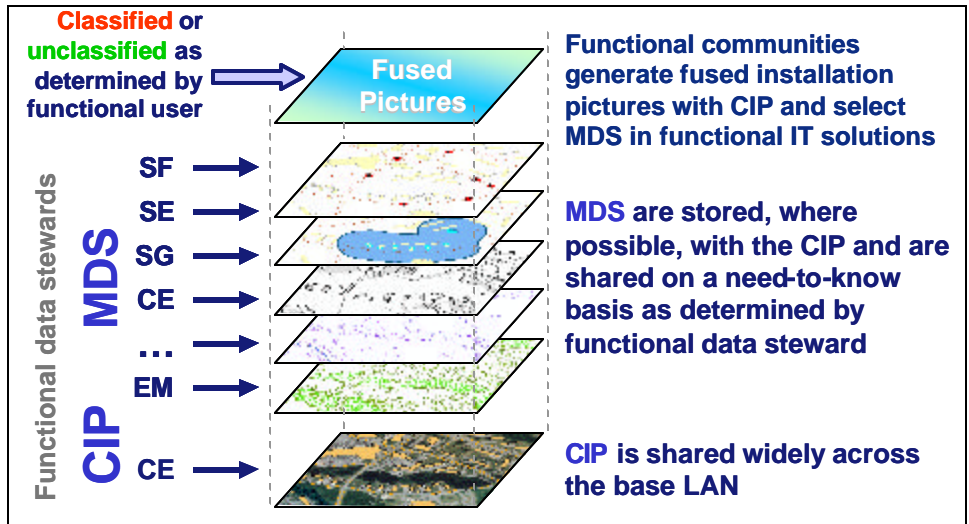 Classified or
unclassified as
determined by
functional user
Fused
Pictures
Functional communities
generate fused installation
pictures with CIP and select
MDS in functional IT solutions
Functional data stewards
MDS
SF
SE
SG
CE
…
EM
MDS are stored, where
possible, with the CIP and are
shared on a need-to-know
basis as determined by
functional data steward
CIP
CE
CIP is shared widely across
the base LAN